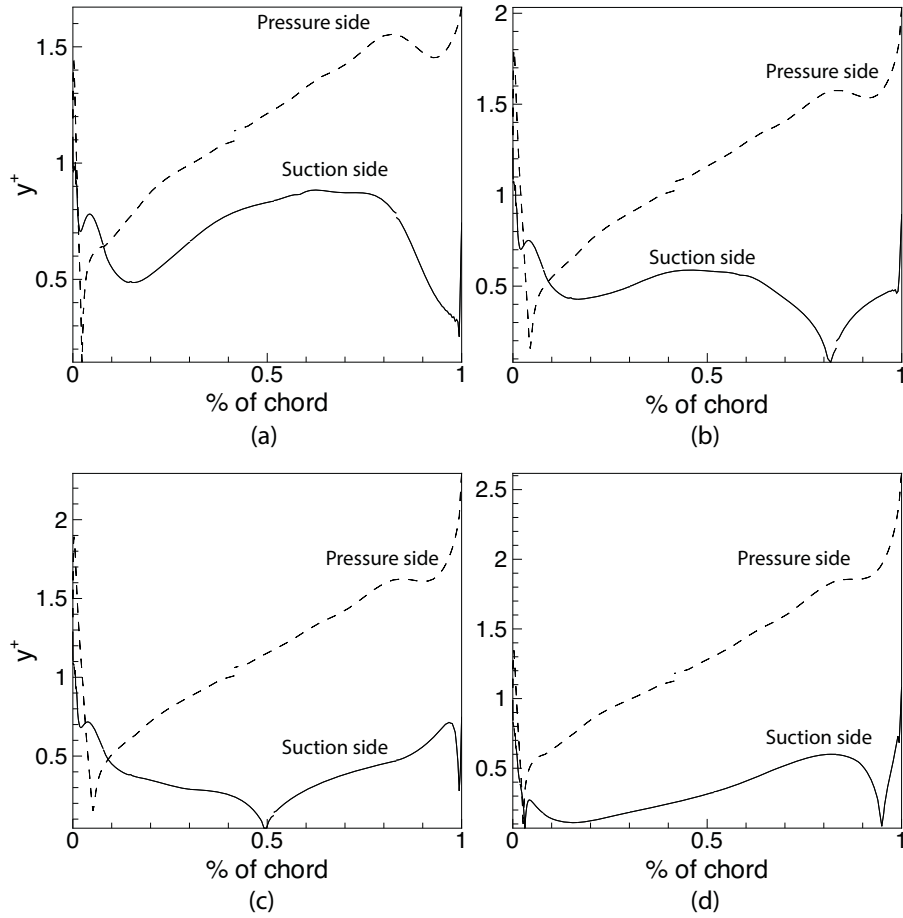 Pressure side
Suction side
y+
1.5
1
0.5
0
0.5
1
% of chord
(a)
Pressure side
Suction side
2
1.5
1
0.5
0
0.5
1
% of chord
(b)
Pressure side
Suction side
y+
2
1.5
1
0.5
0
0.5
1
% of chord
(c)
Pressure side
Suction side
2.5
2
1.5
1
0.5
0
0.5
1
% of chord
(d)